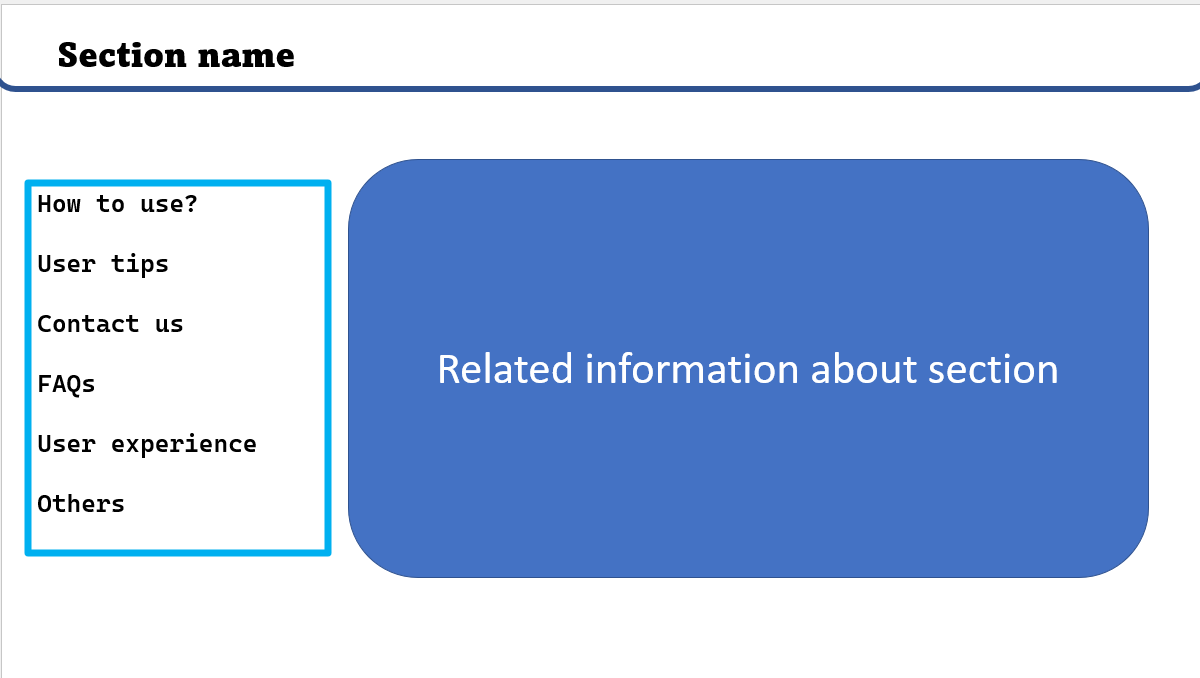 Section name
How to use?
User tips
Contact us
FAQs
User experience
Others
Related information about section